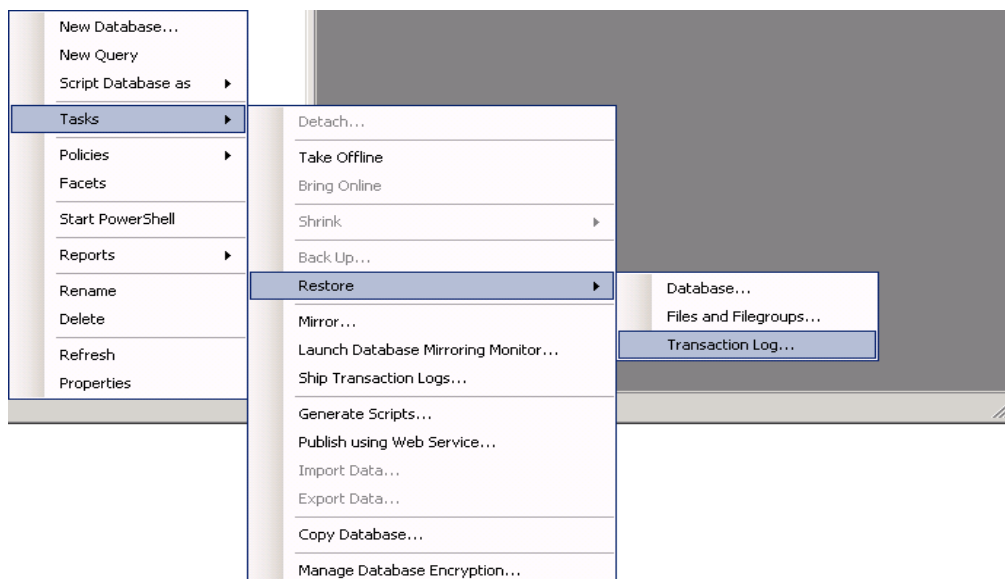 New Database...
New Query
Script Database as
Tasks
Policies
Facets
Start PowerShell
Reports
Rename
Delete
Refresh
Properties
Detach...
Take Offline
Bring Online
Shrink
Back Up...
Restore
Mirror...
Launch Database Mirroring Monitor...
Ship Transaction Logs...
Generate Scripts...
Publish using Web Service...
Import Data...
Export Data...
Copy Database...
Manage Database Encryption...
Database...
Files and Filegroups...
Transaction Log...